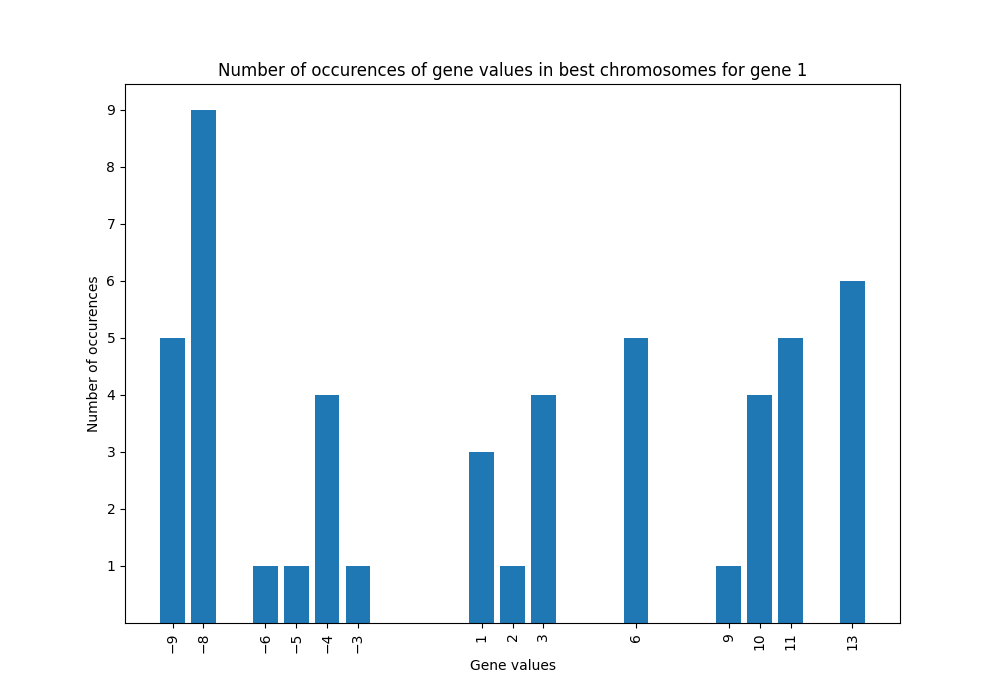 Number of occurences of gene values in best chromosomes for gene 1
Number of occurences
9
8
7
6
5
4
3
2
1
−9 −8 −6 −5 −4 −3 1 2 3 6 9 10 11 13
Gene values